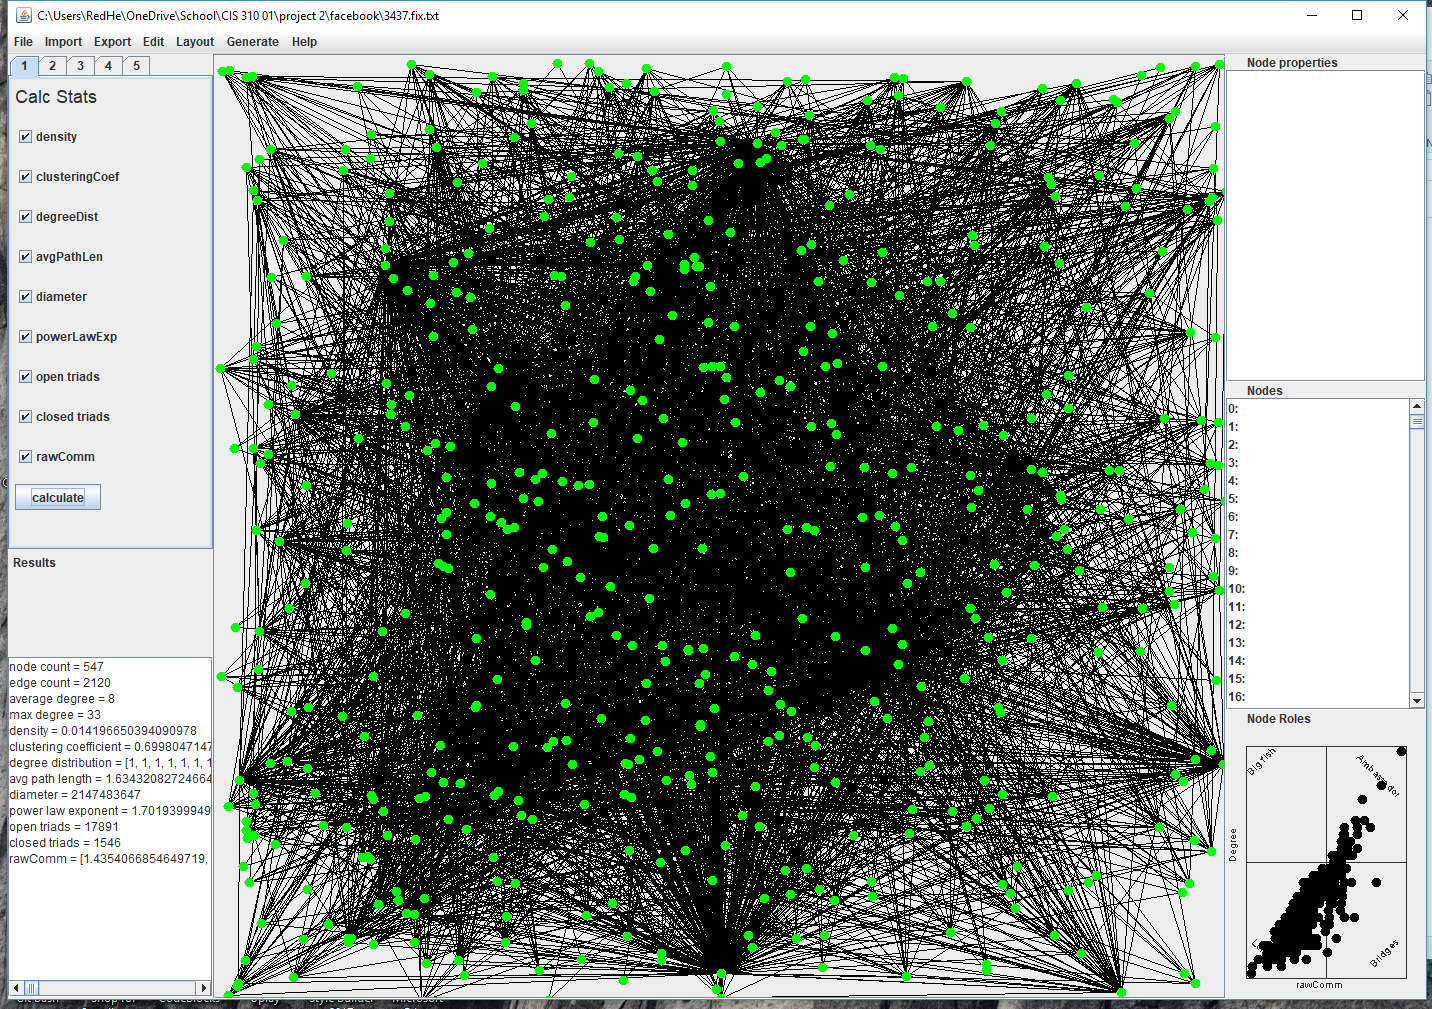 C:\Users\RedHe\OneDrive\School\CIS 310 01\project 2\facebook\3437.fix.txt
File Import Export Edit Layout Generate Help
1 2 3 4 5
Calc Stats
density
clusteringCoef
degreeDist
avgPathLen
diameter
powerLawExp
open triads
closed triads
rawComm
calculate
Results
node count = 547
edge count = 2120
average degree = 8
max degree = 33
density = 0.014196650394090978
clustering coefficient = 0.6998047147
degree distribution = [1, 1, 1, 1, 1, 1, 1
avg path length = 1.63432082724664
diameter = 2147483647
power law exponent = 1.7019399949
open triads = 17891
closed triads = 1546
rawComm = [1.4354066854649719,
Node properties
Nodes
0:
1:
2:
3:
4:
5:
6:
7:
8:
9:
10:
11:
12:
13:
14:
15:
16:
Node Roles
Big fish
Ambassador
Degree
Bridges
rawComm